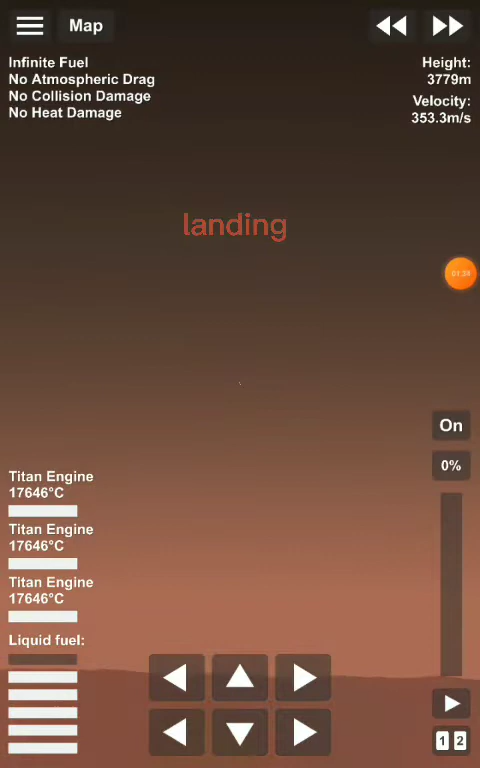 Map
Infinite Fuel
No Atmospheric Drag
No Collision Damage
No Heat Damage
Height:
3779m
Velocity:
353.3m/s
landing
On
0%
Titan Engine
17646°C
Titan Engine
17646°C
Titan Engine
17646°C
Liquid fuel:
1 2